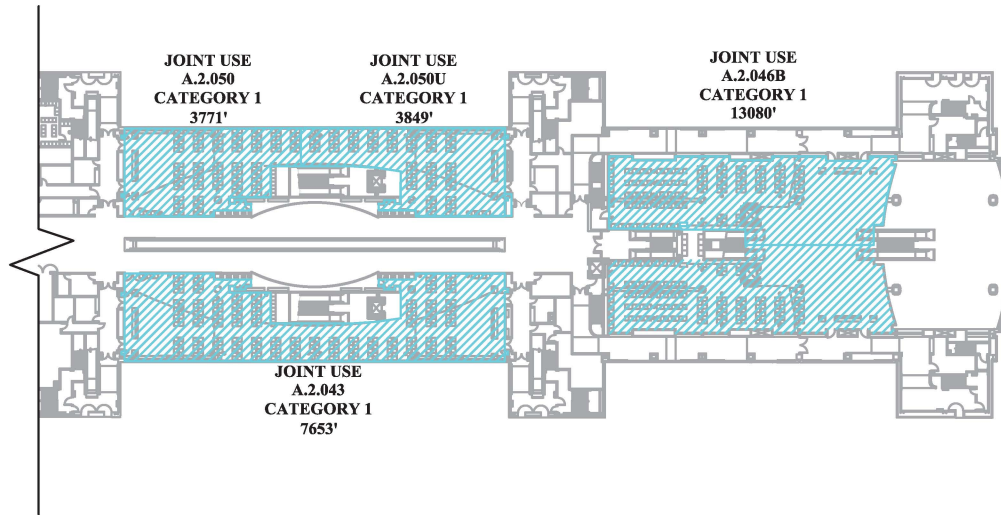 JOINT USE
A.2.050
CATEGORY 1
3771'
JOINT USE
A.2.050U
CATEGORY 1
3849'
JOINT USE
A.2.046B
CATEGORY 1
13080'
JOINT USE
A.2.043
CATEGORY 1
7653'